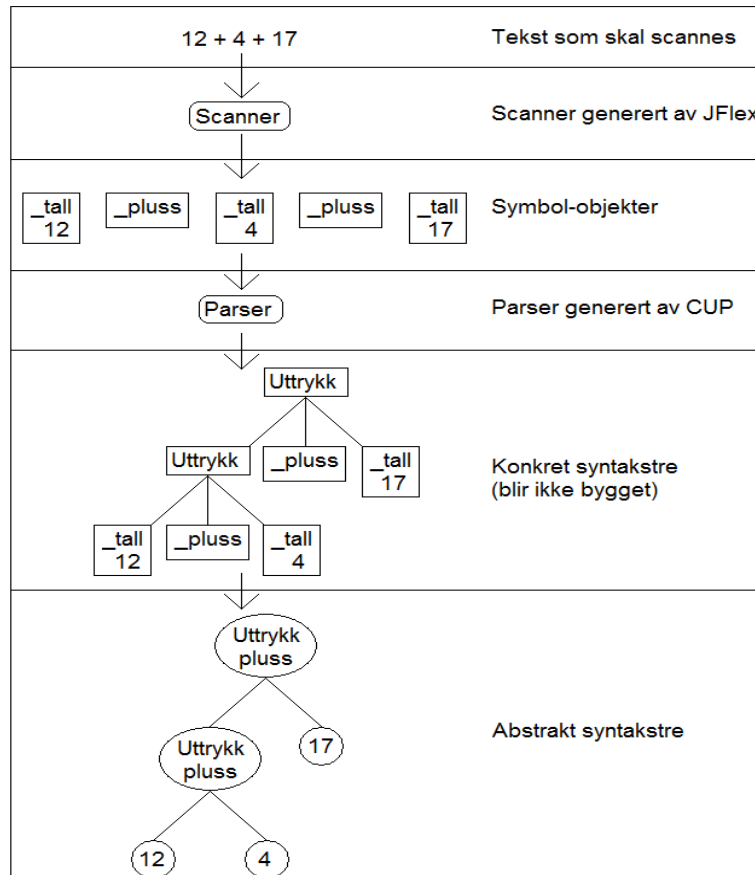 12 + 4 + 17
Tekst som skal scannes
Scanner
Scanner generert av JFlex
_tall
12
_pluss
_tall
4
_pluss
_tall
17
Symbol-objekter
Parser
Parser generert av CUP
Uttrykk
Uttrykk
_pluss
_tall
17
_tall
12
_pluss
_tall
4
Konkret syntakstre
(blir ikke bygget)
Uttrykk
pluss
Uttrykk
pluss
17
12
4
Abstrakt syntakstre